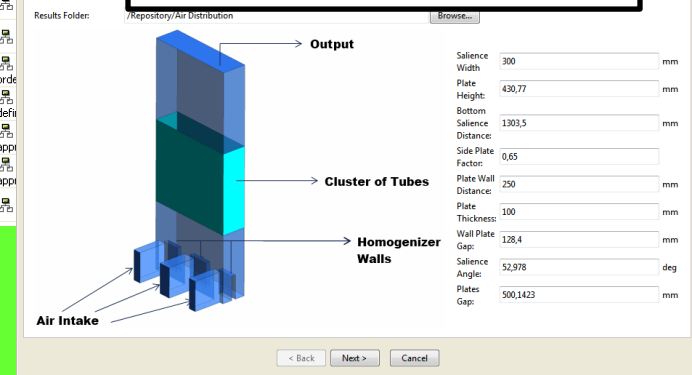 Results Folder: /Repository/Air Distribution Browse...
Output
Salience
Width 300 mm
Plate
Height: 430,77 mm
Bottom
Salience
Distance: 1303,5 mm
Side Plate
Factor: 0,65
Cluster of Tubes
Plate Wall
Distance: 250 mm
Plate
Thickness: 100 mm
Homogenizer
Walls
Wall Plate
Gap: 128,4 mm
Salience
Angle: 52,978 deg
Plates
Gap: 500,1423 mm
Air Intake
< Back Next > Cancel